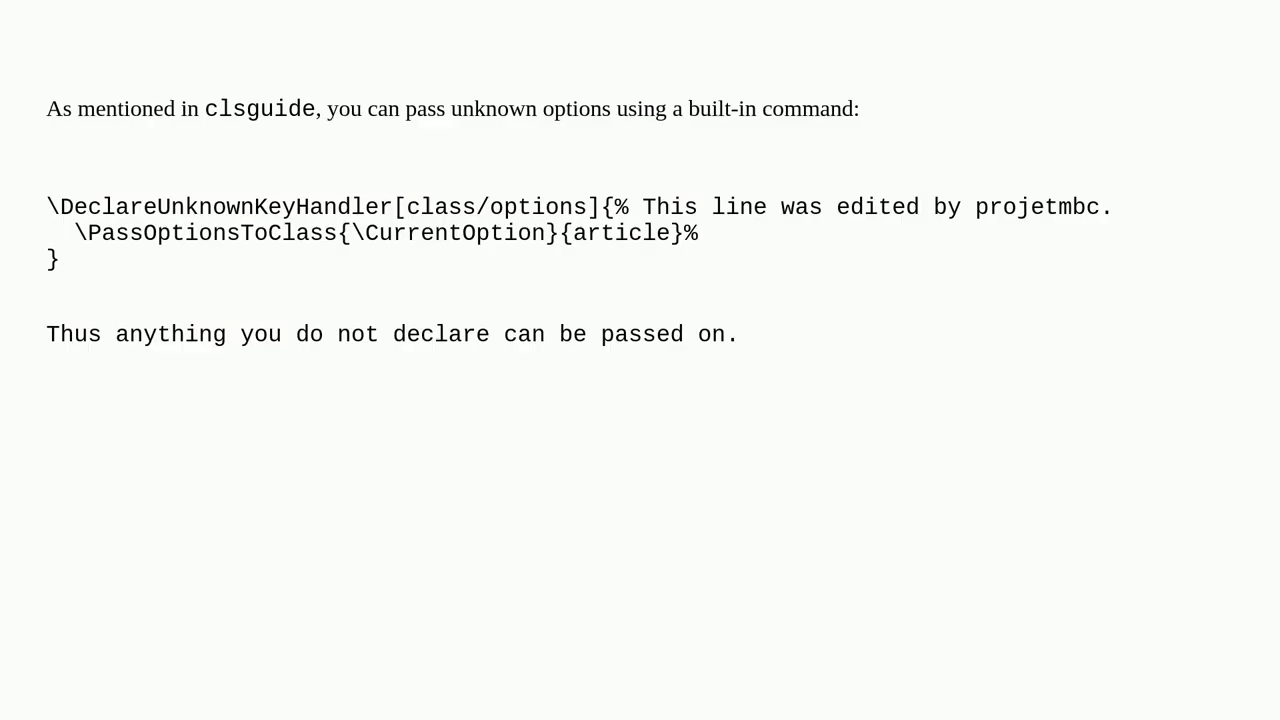 As mentioned in clsguide, you can pass unknown options using a built-in command:
\DeclareUnknownKeyHandler[class/options]{% This line was edited by projetmbc.
  \PassOptionsToClass{\CurrentOption}{article}%
}
Thus anything you do not declare can be passed on.